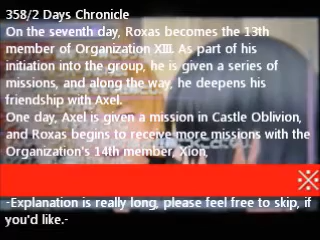 358/2 Days Chronicle
On the seventh day, Roxas becomes the 13th
member of Organization XIII. As part of his
initiation into the group, he is given a series of
missions, and along the way, he deepens his
friendship with Axel.
One day, Axel is given a mission in Castle Oblivion,
and Roxas begins to receive more missions with the
Organization's 14th member, Xion,
※
-Explanation is really long, please feel free to skip, if
you'd like.-